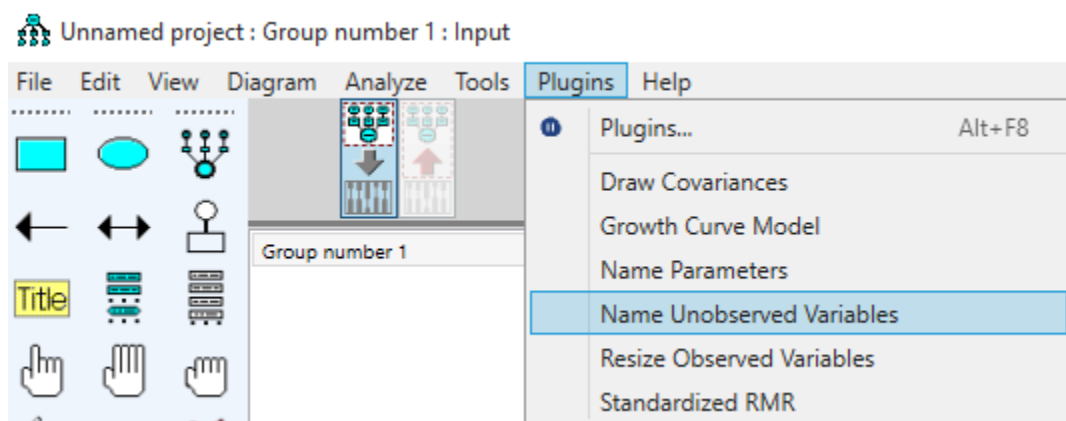 Unnamed project : Group number 1 : Input
File Edit View Diagram Analyze Tools Plugins Help
Plugins... Alt+F8
Draw Covariances
Growth Curve Model
Group number 1
Name Parameters
Title
Name Unobserved Variables
Resize Observed Variables
Standardized RMR